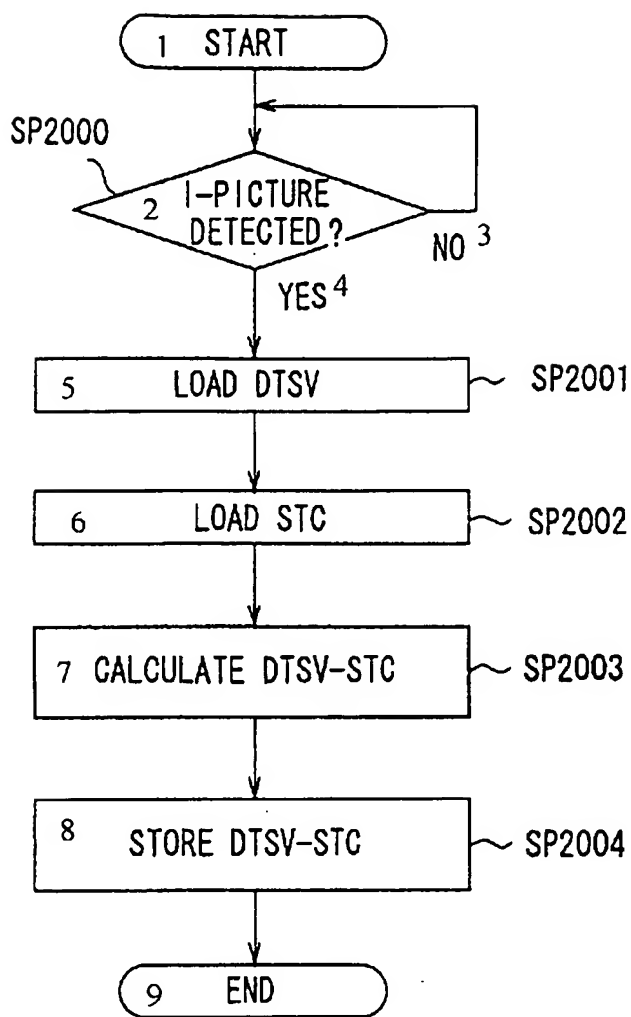 1 START
SP2000
2 I-PICTURE
DETECTED?
NO 3
YES 4
5 LOAD DTSV
SP2001
6 LOAD STC
SP2002
7 CALCULATE DTSV-STC
SP2003
8 STORE DTSV-STC
SP2004
9 END